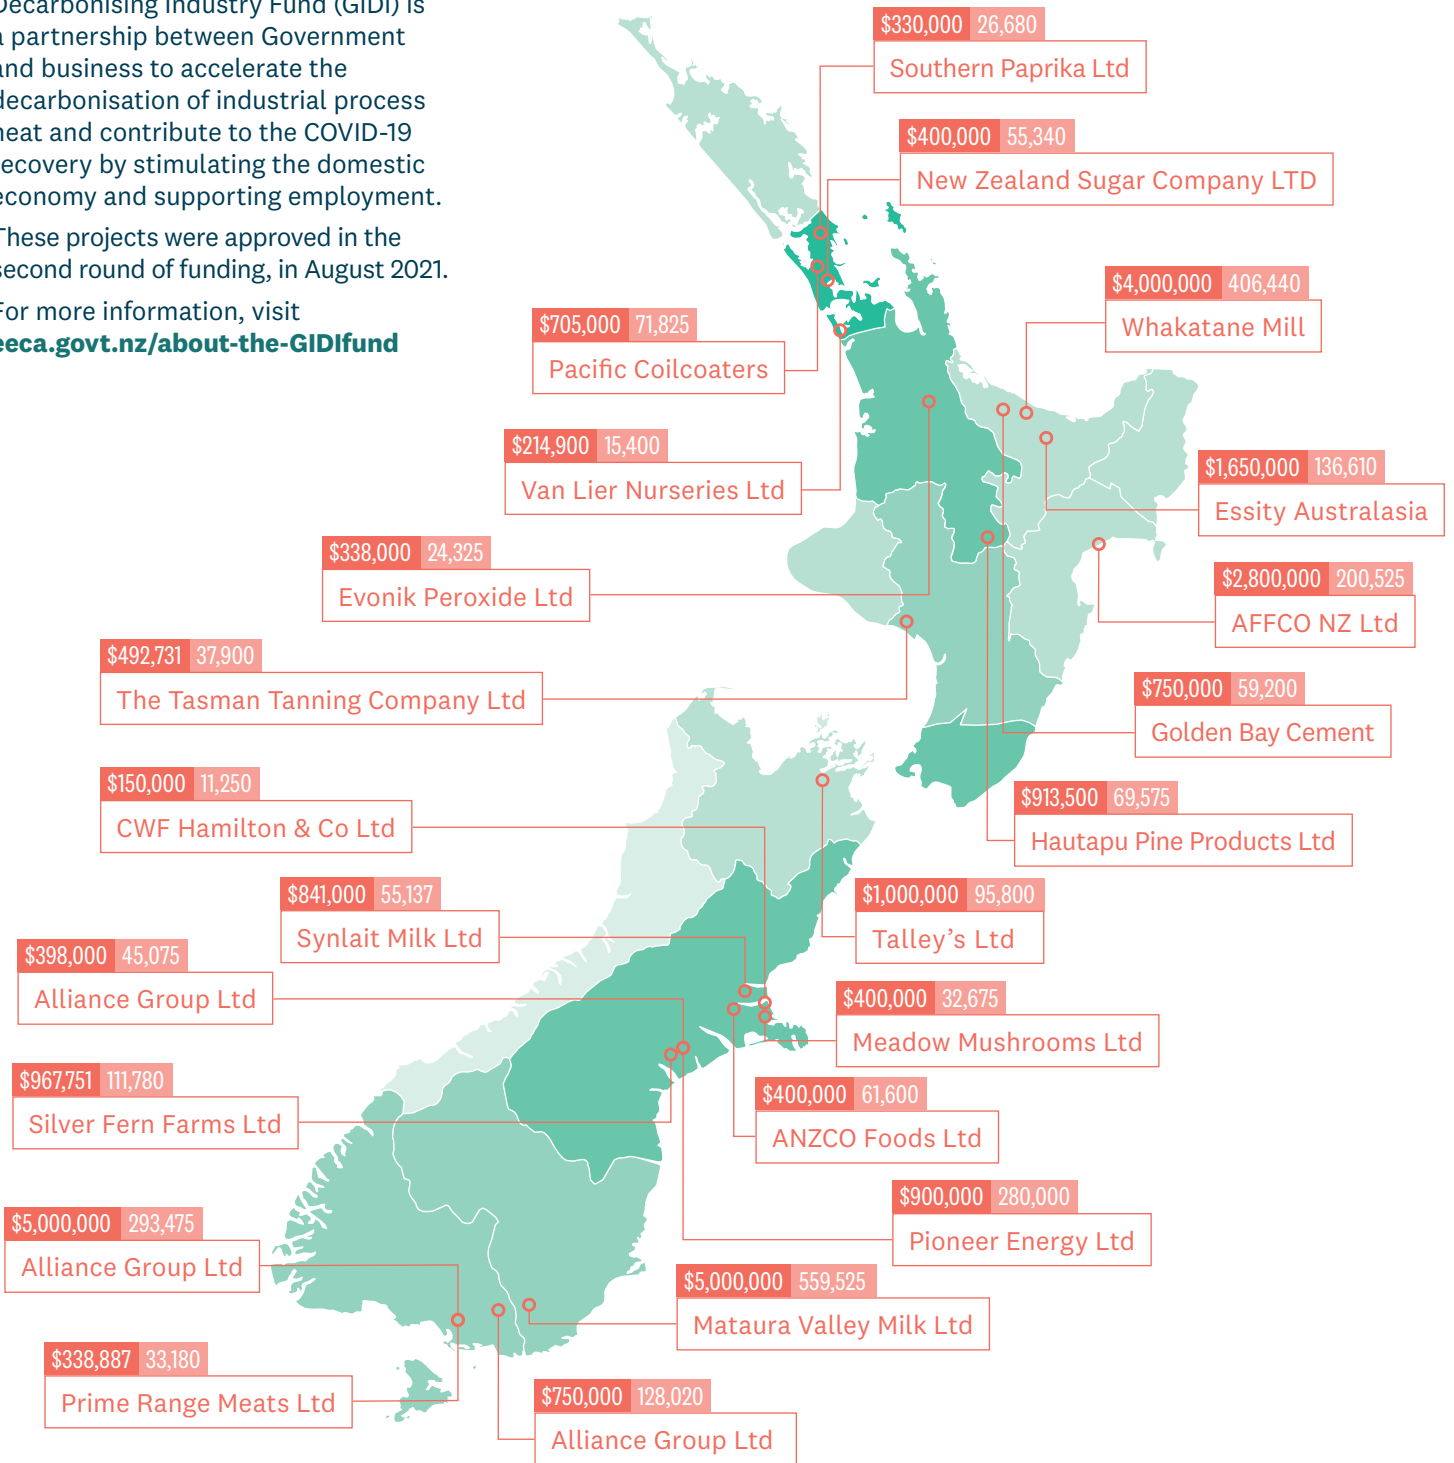 Decarbonising Industry Fund (GIDI) is
a partnership between Government
and business to accelerate the
decarbonisation of industrial process
heat and contribute to the COVID-19
recovery by stimulating the domestic
economy and supporting employment.
These projects were approved in the
second round of funding, in August 2021.
For more information, visit
eeca.govt.nz/about-the-GIDIfund
$330,000 26,680
Southern Paprika Ltd
$400,000 55,340
New Zealand Sugar Company LTD
$4,000,000 406,440
Whakatane Mill
$705,000 71,825
Pacific Coilcoaters
$214,900 15,400
Van Lier Nurseries Ltd
$1,650,000 136,610
Essity Australasia
$338,000 24,325
Evonik Peroxide Ltd
$2,800,000 200,525
AFFCO NZ Ltd
$492,731 37,900
The Tasman Tanning Company Ltd
$750,000 59,200
Golden Bay Cement
$150,000 11,250
CWF Hamilton & Co Ltd
$913,500 69,575
Hautapu Pine Products Ltd
$841,000 55,137
Synlait Milk Ltd
$1,000,000 95,800
Talley’s Ltd
$398,000 45,075
Alliance Group Ltd
$400,000 32,675
Meadow Mushrooms Ltd
$967,751 111,780
Silver Fern Farms Ltd
$400,000 61,600
ANZCO Foods Ltd
$900,000 280,000
Pioneer Energy Ltd
$5,000,000 293,475
Alliance Group Ltd
$5,000,000 559,525
Mataura Valley Milk Ltd
$338,887 33,180
Prime Range Meats Ltd
$750,000 128,020
Alliance Group Ltd